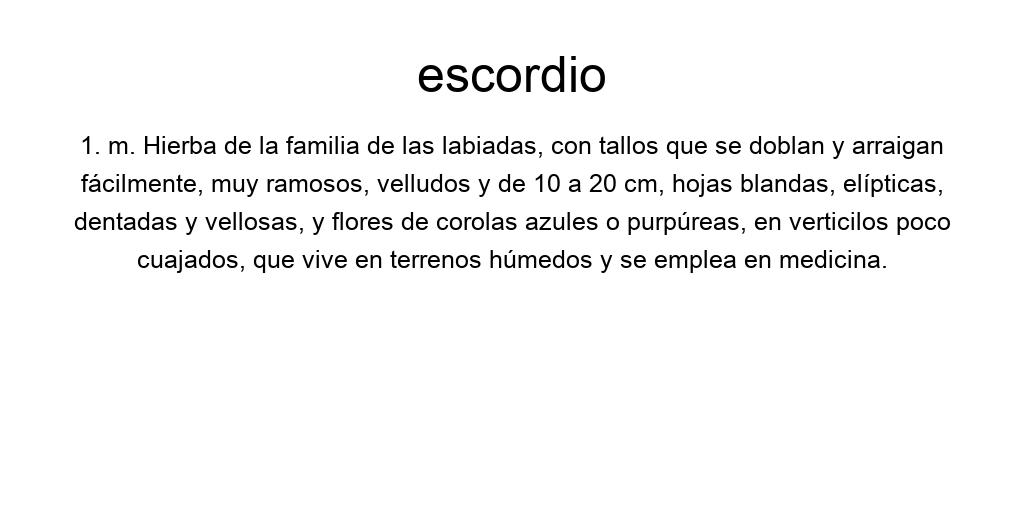 escordio
1. m. Hierba de la familia de las labiadas, con tallos que se doblan y arraigan
fácilmente, muy ramosos, velludos y de 10 a 20 cm, hojas blandas, elípticas,
dentadas y vellosas, y flores de corolas azules o purpúreas, en verticilos poco
cuajados, que vive en terrenos húmedos y se emplea en medicina.